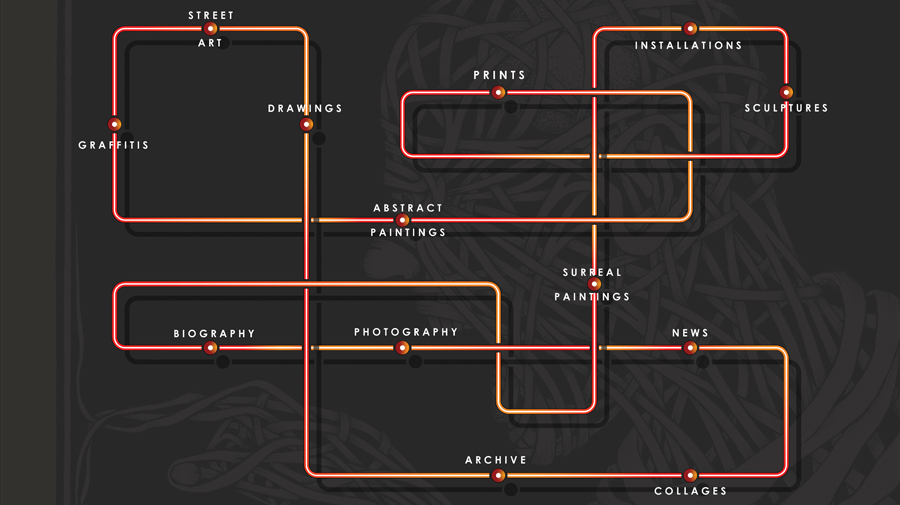 STREET
ART
INSTALLATIONS
PRINTS
DRAWINGS
SCULPTURES
GRAFFITIS
ABSTRACT
PAINTINGS
SURREAL
PAINTINGS
BIOGRAPHY
PHOTOGRAPHY
NEWS
ARCHIVE
COLLAGES